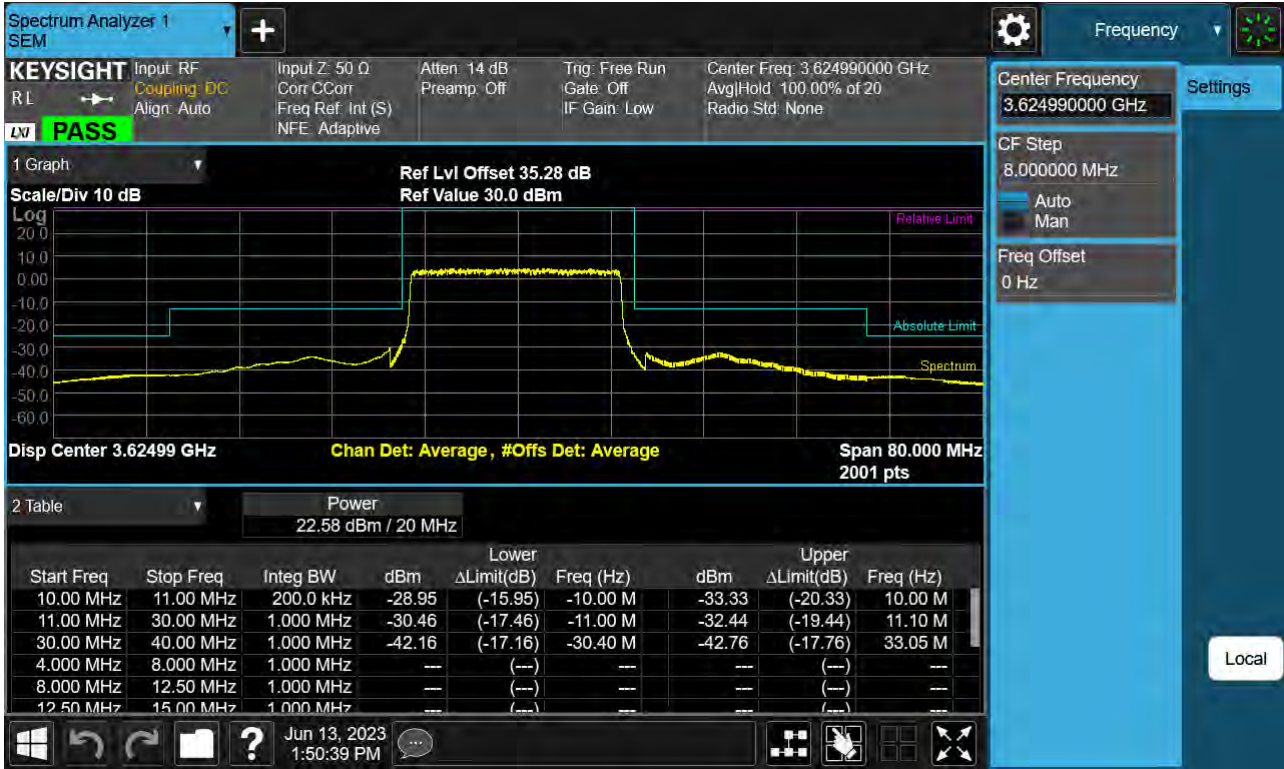 Spectrum Analyzer 1
SEM
+
Frequency
KEYSIGHT
R L
LXI
PASS
Input: RF
Coupling: DC
Align: Auto
Input Z: 50 Ω
Corr CCorr
Freq Ref: Int (S)
NFE: Adaptive
Atten: 14 dB
Preamp: Off
Trig: Free Run
Gate: Off
IF Gain: Low
Center Freq: 3.624990000 GHz
Avg|Hold: 100.00% of 20
Radio Std: None
Center Frequency
3.624990000 GHz
CF Step
8.000000 MHz
Auto
Man
Freq Offset
0 Hz
Settings
Local
1 Graph
Scale/Div 10 dB
Ref Lvl Offset 35.28 dB
Ref Value 30.0 dBm
Log
20.0
10.0
0.00
-10.0
-20.0
-30.0
-40.0
-50.0
-60.0
Relative Limit
Absolute Limit
Spectrum
Disp Center 3.62499 GHz Chan Det: Average, #Offs Det: Average Span 80.000 MHz
2001 pts
2 Table
Power
22.58 dBm / 20 MHz
Lower Upper
Start Freq Stop Freq Integ BW dBm ΔLimit(dB) Freq (Hz) dBm ΔLimit(dB) Freq (Hz)
10.00 MHz 11.00 MHz 200.0 kHz -28.95 (-15.95) -10.00 M -33.33 (-20.33) 10.00 M
11.00 MHz 30.00 MHz 1.000 MHz -30.46 (-17.46) -11.00 M -32.44 (-19.44) 11.10 M
30.00 MHz 40.00 MHz 1.000 MHz -42.16 (-17.16) -30.40 M -42.76 (-17.76) 33.05 M
4.000 MHz 8.000 MHz 1.000 MHz --- (---) --- --- (---) ---
8.000 MHz 12.50 MHz 1.000 MHz --- (---) --- --- (---) ---
12.50 MHz 15.00 MHz 1.000 MHz --- (---) --- --- (---) ---
?
Jun 13, 2023
1:50:39 PM